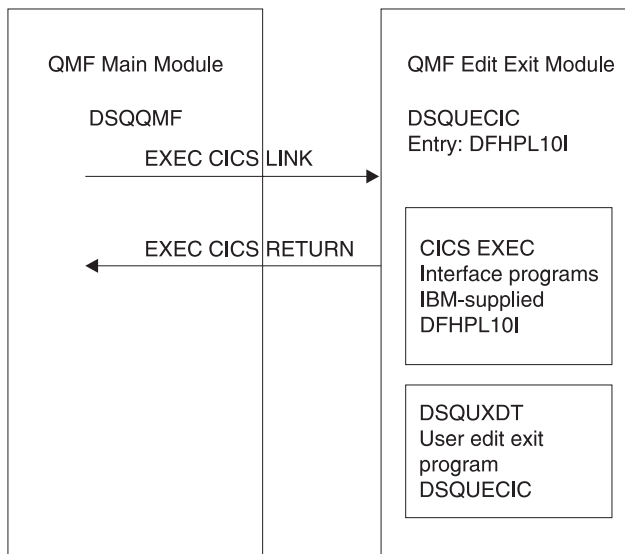 QMF Main Module
DSQQMF
EXEC CICS LINK
EXEC CICS RETURN
QMF Edit Exit Module
DSQUECIC
Entry: DFHPL10I
CICS EXEC
Interface programs
IBM-supplied
DFHPL10I
DSQUXDT
User edit exit
program
DSQUECIC